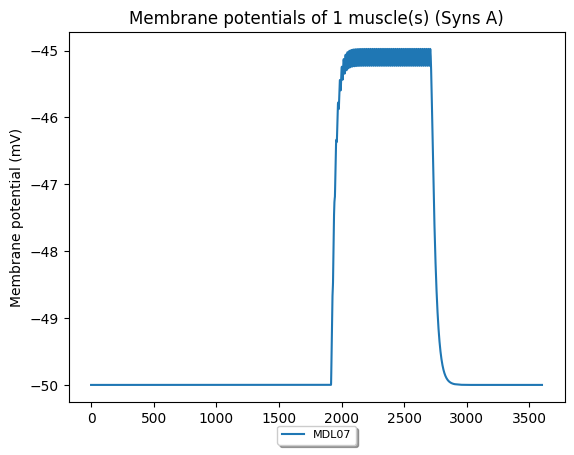 Membrane potentials of 1 muscle(s) (Syns A)
Membrane potential (mV)
−45
−46
−47
−48
−49
−50
0 500 1000 1500 2000 2500 3000 3500
MDL07